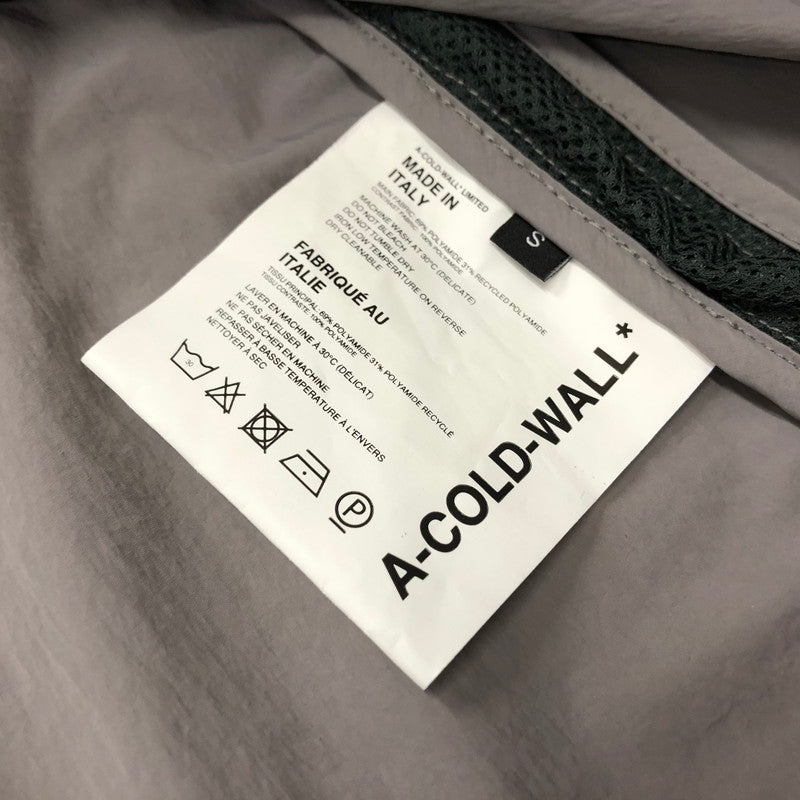 A-COLD-WALL* LIMITED
MADE IN
ITALY
MAIN FABRIC: 69% POLYAMIDE 31% RECYCLED POLYAMIDE
CONTRAST FABRIC: 100% POLYAMIDE
MACHINE WASH AT 30°C (DELICATE)
DO NOT BLEACH
DO NOT TUMBLE DRY
IRON LOW TEMPERATURE ON REVERSE
DRY CLEANABLE
FABRIQUÉ AU
ITALIE
TISSU PRINCIPAL: 69% POLYAMIDE 31% POLYAMIDE RECYCLÉ
TISSU CONTRASTE: 100% POLYAMIDE
LAVER EN MACHINE À 30°C (DÉLICAT)
NE PAS JAVELISER
NE PAS SÉCHER EN MACHINE
REPASSER À BASSE TEMPÉRATURE À L'ENVERS
NETTOYER À SEC
30
P
S
A-COLD-WALL*